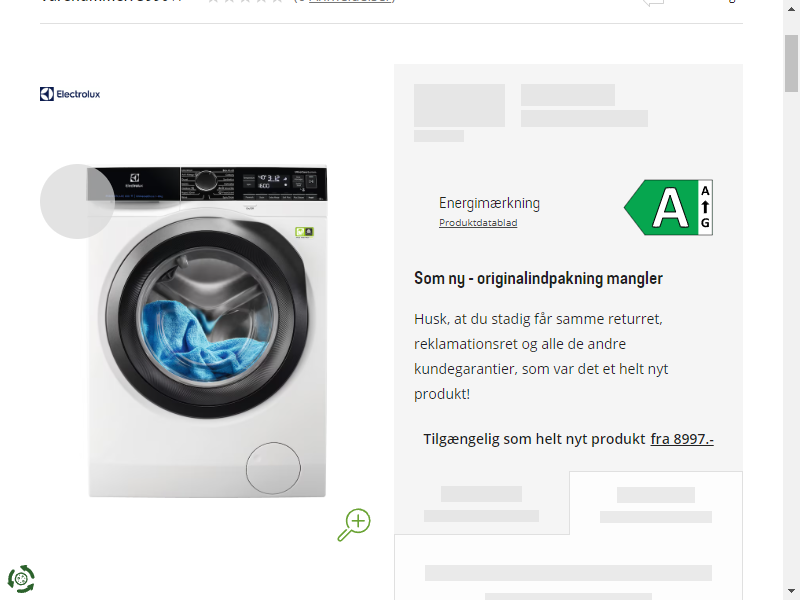 Electrolux
Energimærkning
Produktdatablad
A
A
G
Som ny - originalindpakning mangler
Husk, at du stadig får samme returret,
reklamationsret og alle de andre
kundegarantier, som var det et helt nyt
produkt!
Tilgængelig som helt nyt produkt fra 8997.-